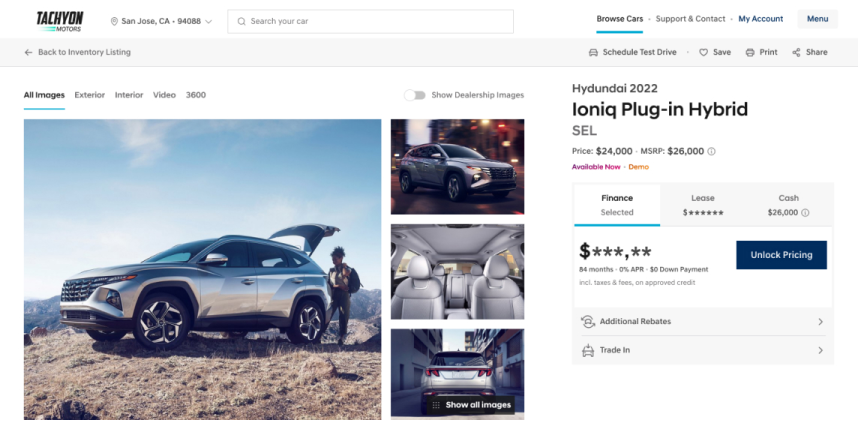 TACHYON
MOTORS
San Jose, CA • 94088
Search your car
Browse Cars • Support & Contact • My Account
Menu
← Back to Inventory Listing
Schedule Test Drive • Save Print Share
All Images Exterior Interior Video 3600
Show Dealership Images
Show all images
Hydundai 2022
Ioniq Plug-in Hybrid
SEL
Price: $24,000 - MSRP: $26,000
Available Now • Demo
Finance Lease Cash
Selected $★★★★★★ $26,000
$***,**
Unlock Pricing
84 months • 0% APR • $0 Down Payment
incl. taxes & fees, on approved credit
Additional Rebates
Trade In